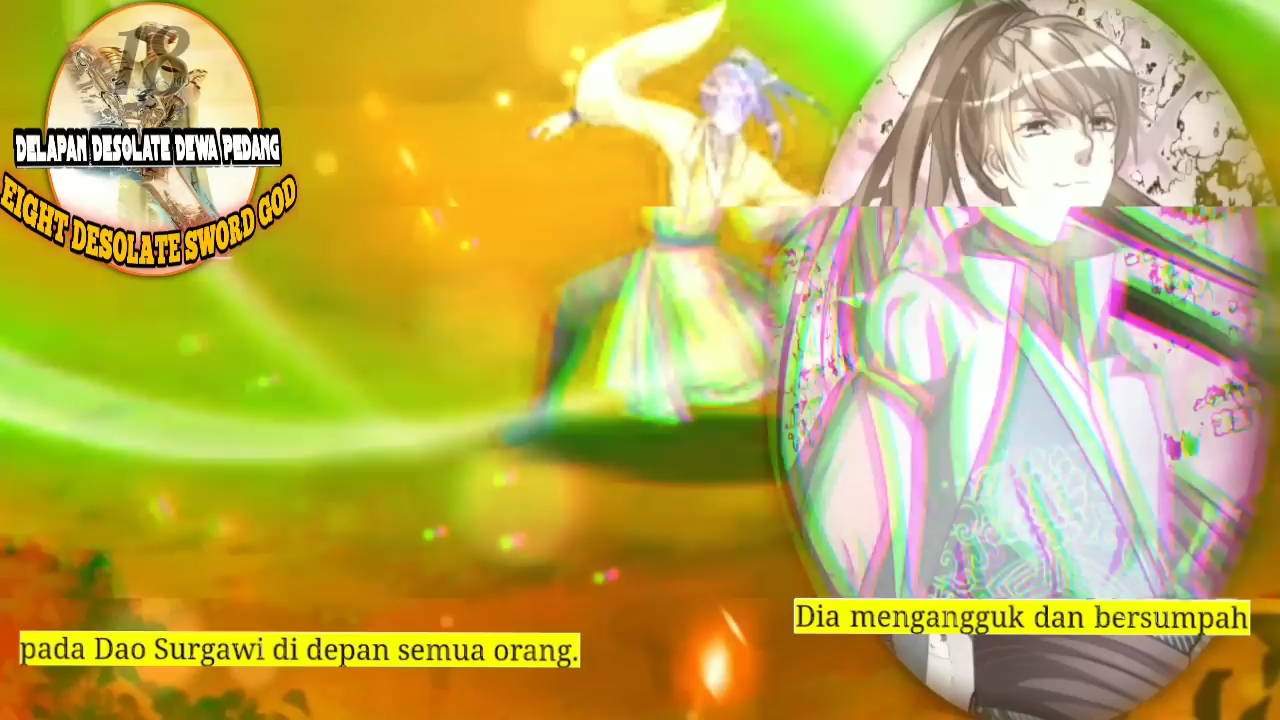 18
DELAPAN DESOLATE DEWA PEDANG
EIGHT DESOLATE SWORD GOD
Dia mengangguk dan bersumpah
pada Dao Surgawi di depan semua orang.